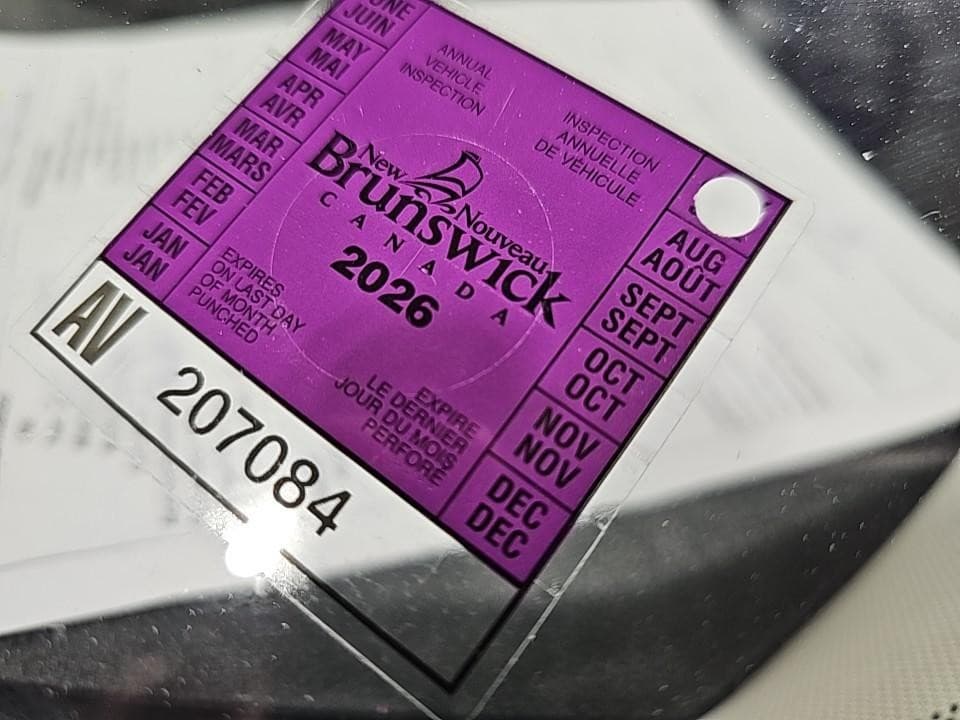 JUNE
JUIN
MAY
MAI
APR
AVR
MAR
MARS
FEB
FEV
JAN
JAN
ANNUAL
VEHICLE
INSPECTION
INSPECTION
ANNUELLE
DE VÉHICULE
New
Nouveau
Brunswick
CANADA
2026
EXPIRES
ON LAST DAY
OF MONTH
PUNCHED
EXPIRE
LE DERNIER
JOUR DU MOIS
PERFORÉ
AUG
AOÛT
SEPT
SEPT
OCT
OCT
NOV
NOV
DEC
DEC
AV
207084